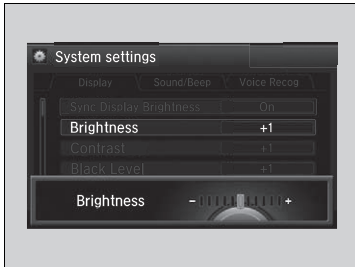 System settings
Display Sound/Beep Voice Recog
Sync Display Brightness On
Brightness +1
Contrast +1
Black Level +1
Brightness - +